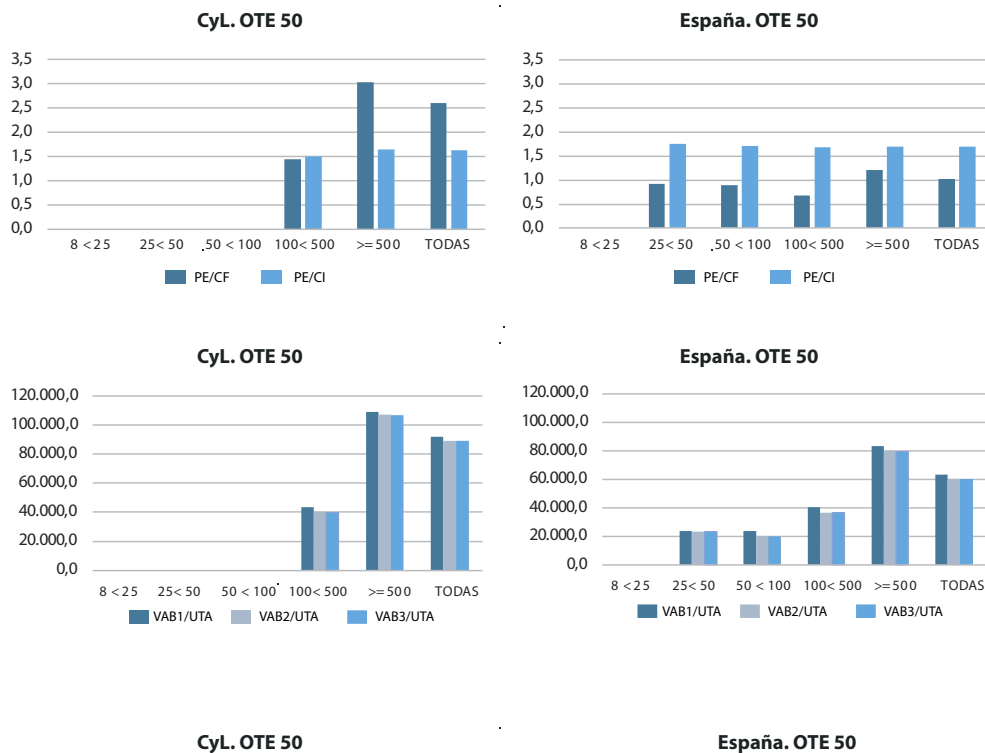 CyL. OTE 50
3,5
3,0
2,5
2,0
1,5
1,0
0,5
0,0
8 <25 25< 50 .50 < 100 100< 500 >= 500 TODAS
PE/CF PE/CI
España. OTE 50
3,5
3,0
2,5
2,0
1,5
1,0
0,5
0,0
8 <25 25< 50 .50 < 100 100< 500 >= 500 TODAS
PE/CF PE/CI
CyL. OTE 50
120.000,0
100.000,0
80.000,0
60.000,0
40.000,0
20.000,0
0,0
8 < 25 25< 50 50 < 100 100< 500 >= 500 TODAS
VAB1/UTA VAB2/UTA VAB3/UTA
España. OTE 50
120.000,0
100.000,0
80.000,0
60.000,0
40.000,0
20.000,0
0,0
8 < 25 25< 50 50 < 100 100< 500 >= 500 TODAS
VAB1/UTA VAB2/UTA VAB3/UTA
CyL. OTE 50
España. OTE 50